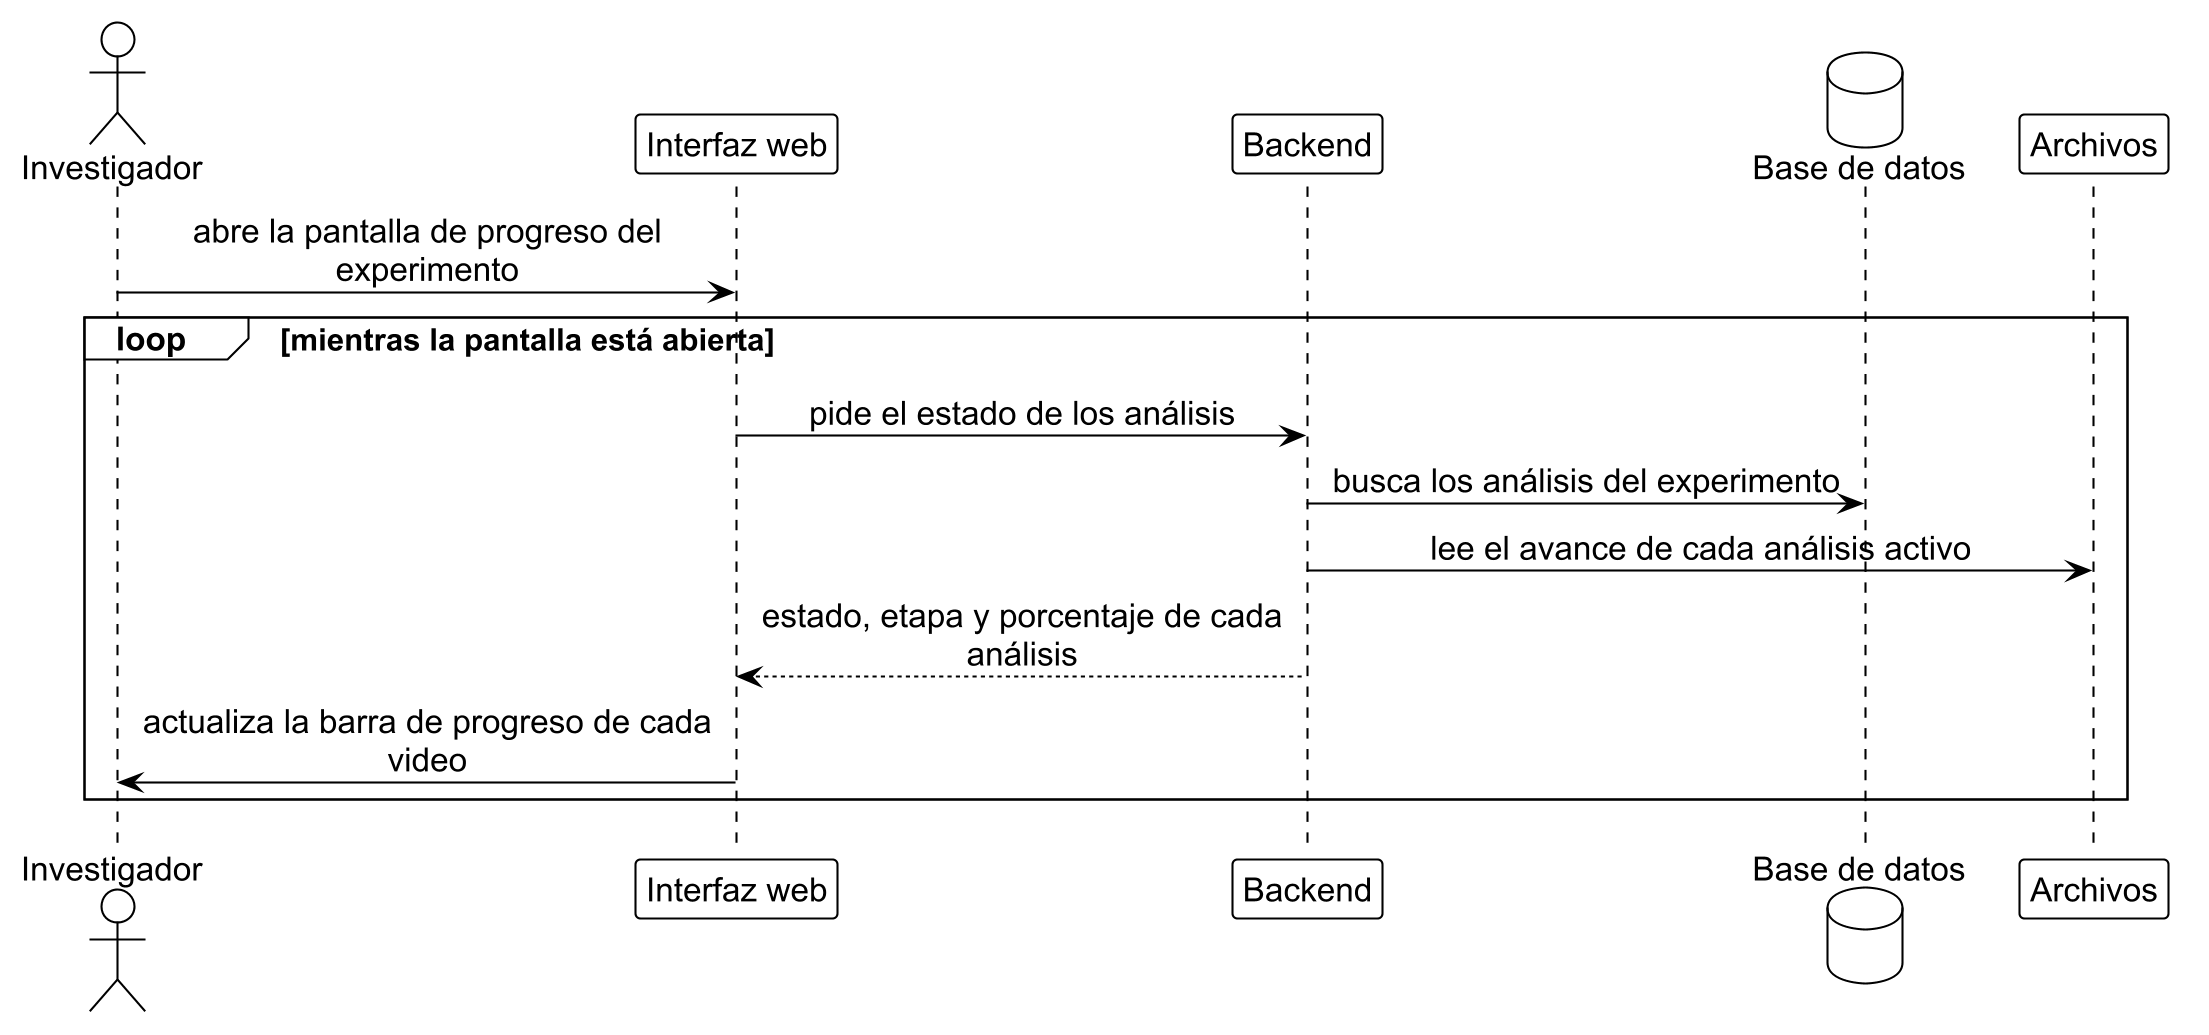 Investigador
Interfaz web
Backend
Base de datos
Archivos
abre la pantalla de progreso del
experimento
loop
[mientras la pantalla está abierta]
pide el estado de los análisis
busca los análisis del experimento
lee el avance de cada análisis activo
estado, etapa y porcentaje de cada
análisis
actualiza la barra de progreso de cada
video
Investigador
Interfaz web
Backend
Base de datos
Archivos